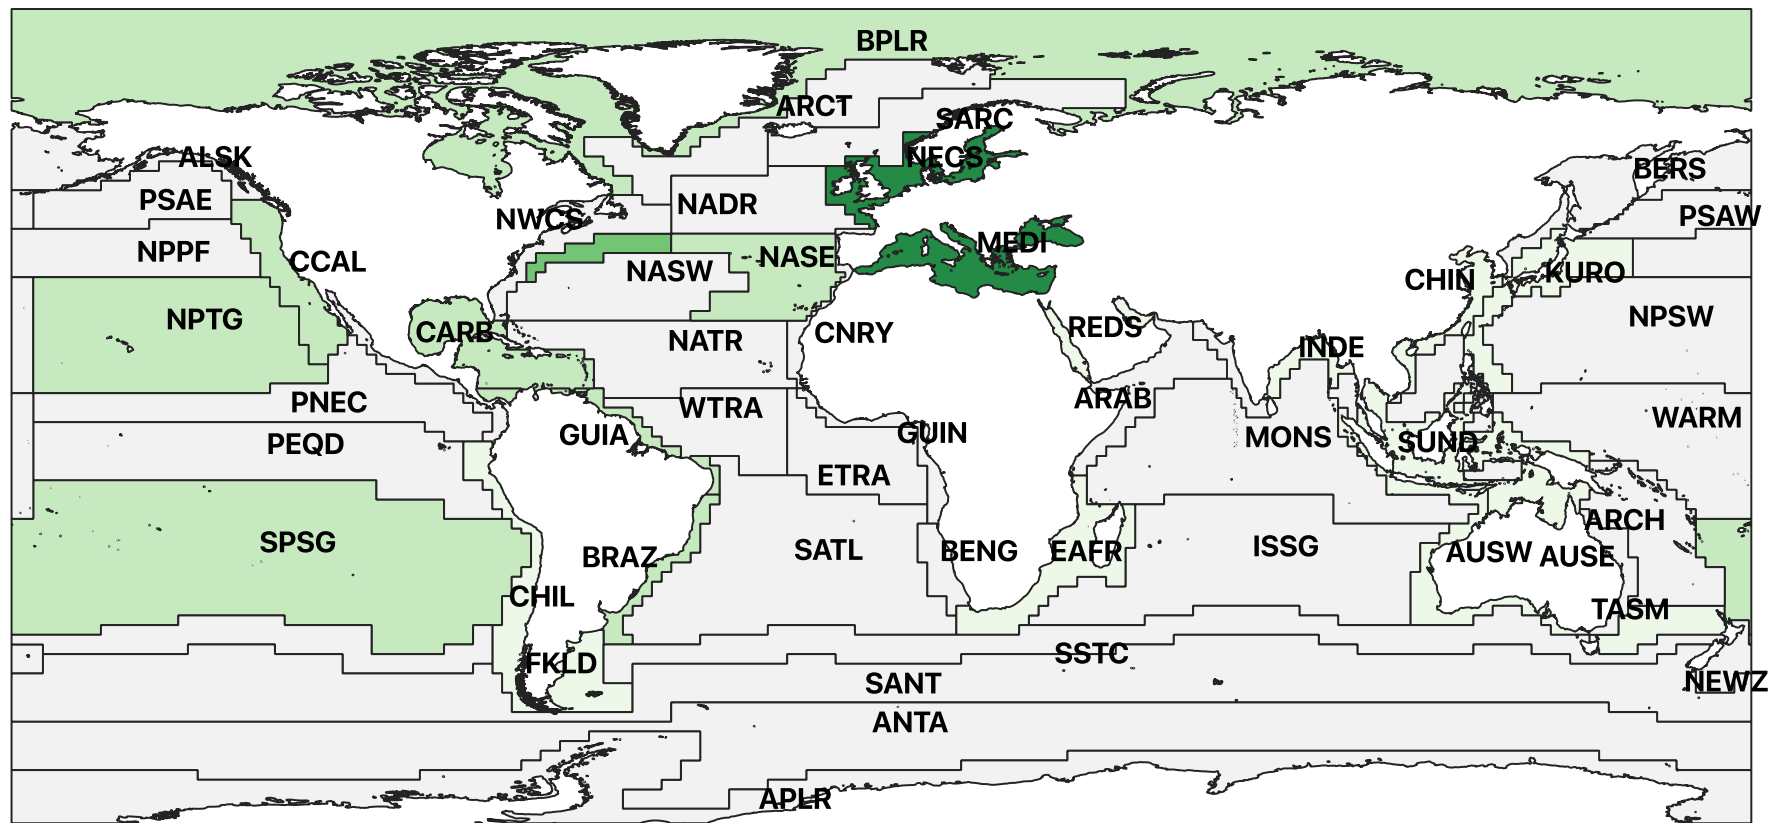 BPLR
ARCT
SARC
ALSK
NECS
BERS
PSAE
NADR
NWCS
PSAW
NPPF
CCAL
NASW
NASE
MEDI
CHIN
KURO
NPTG
CARB
NATR
CNRY
REDS
INDE
NPSW
PNEC
WTRA
ARAB
PEQD
GUIA
GUIN
MONS
SUND
WARM
ETRA
SPSG
BRAZ
SATL
BENG
EAFR
ISSG
AUSW
AUSE
ARCH
CHIL
TASM
FKLD
SSTC
SANT
NEWZ
ANTA
APLR